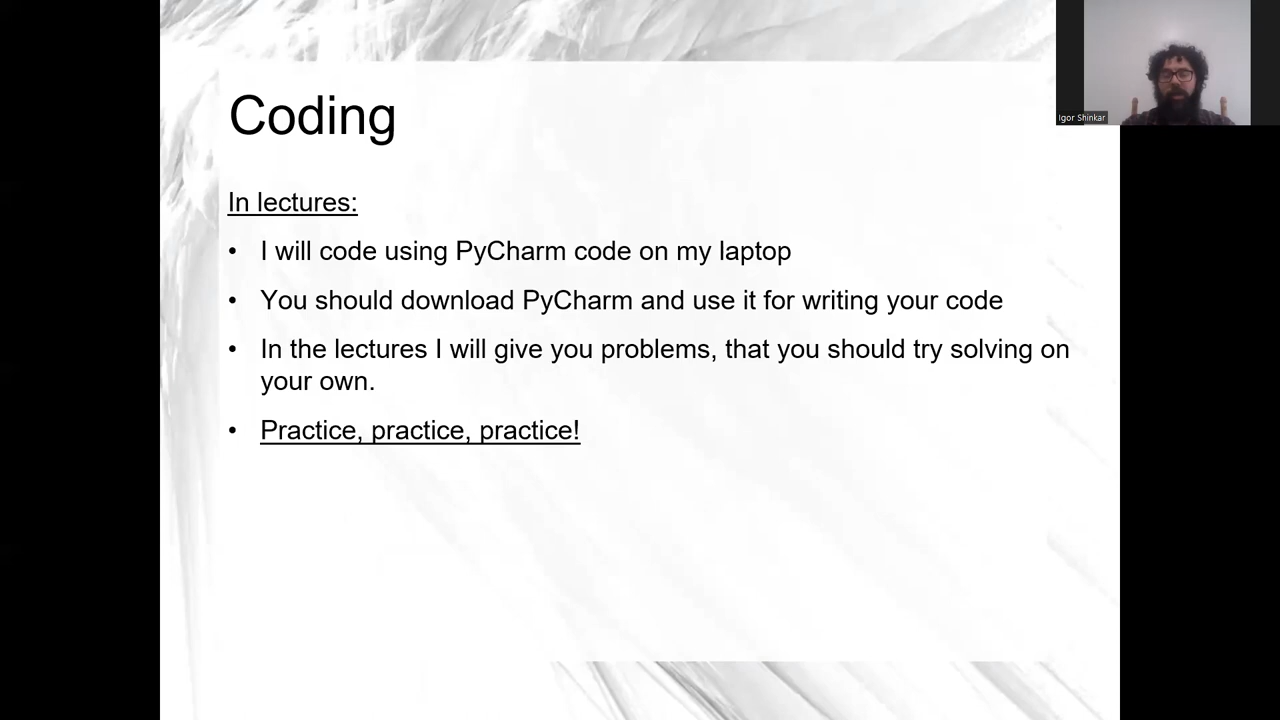 Coding
Igor Shinkar
In lectures:
• I will code using PyCharm code on my laptop
• You should download PyCharm and use it for writing your code
• In the lectures I will give you problems, that you should try solving on
your own.
• Practice, practice, practice!